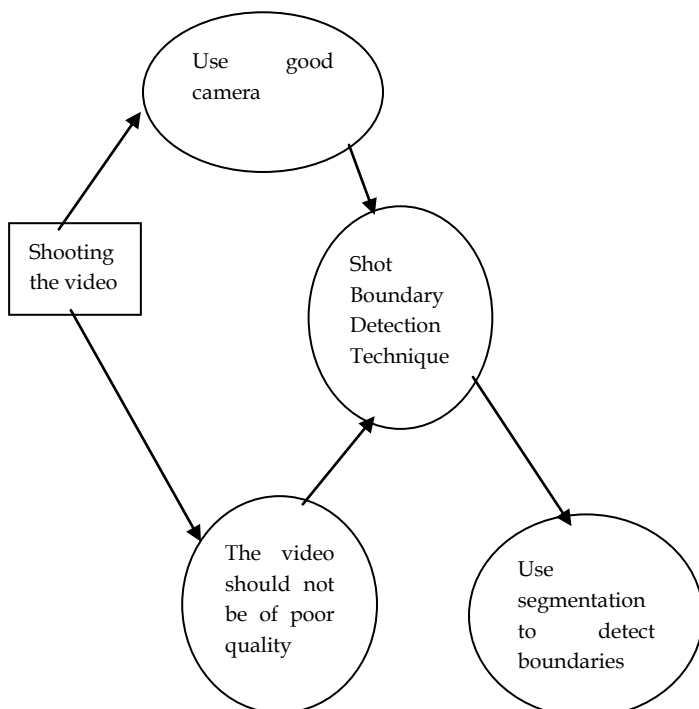 Use good
camera
Shooting
the video
Shot
Boundary
Detection
Technique
The video
should not
be of poor
quality
Use
segmentation
to detect
boundaries